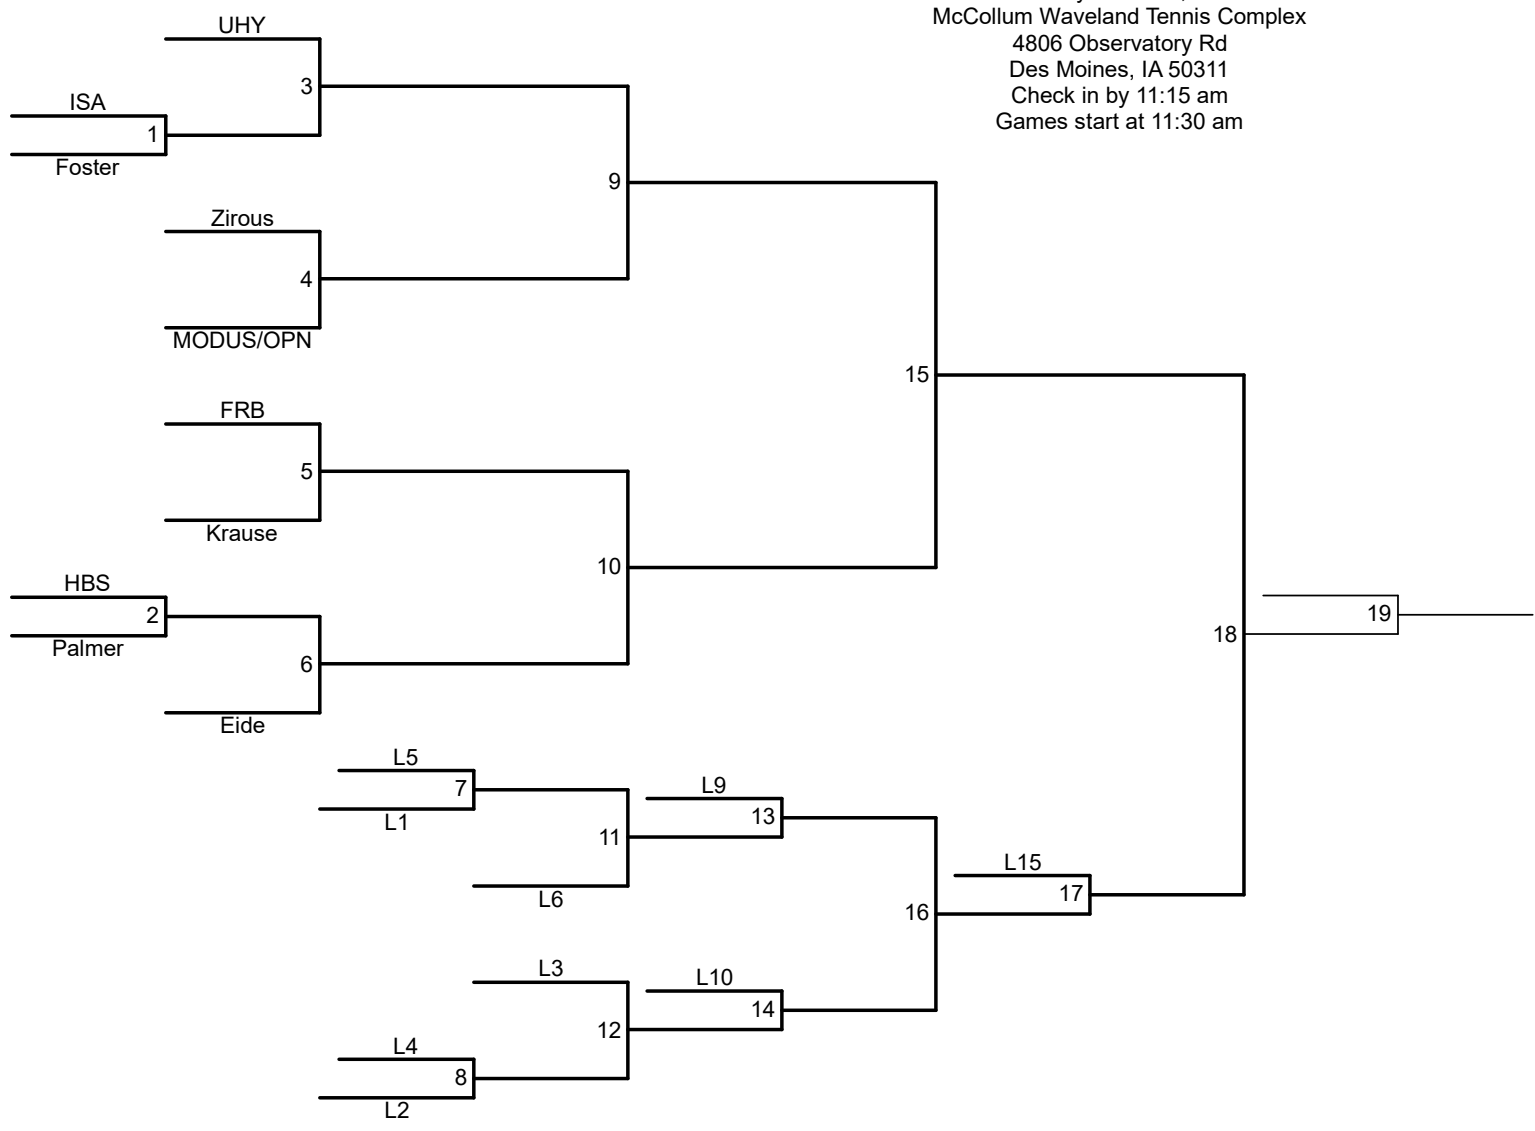 McCollum Waveland Tennis Complex
4806 Observatory Rd
Des Moines, IA 50311
Check in by 11:15 am
Games start at 11:30 am
UHY
3
ISA
1
Foster
9
Zirous
4
MODUS/OPN
15
FRB
5
Krause
10
HBS
2
Palmer
6
Eide
19
18
L5
7
L1
L9
13
11
L6
L15
17
16
L3
L10
14
12
L4
8
L2